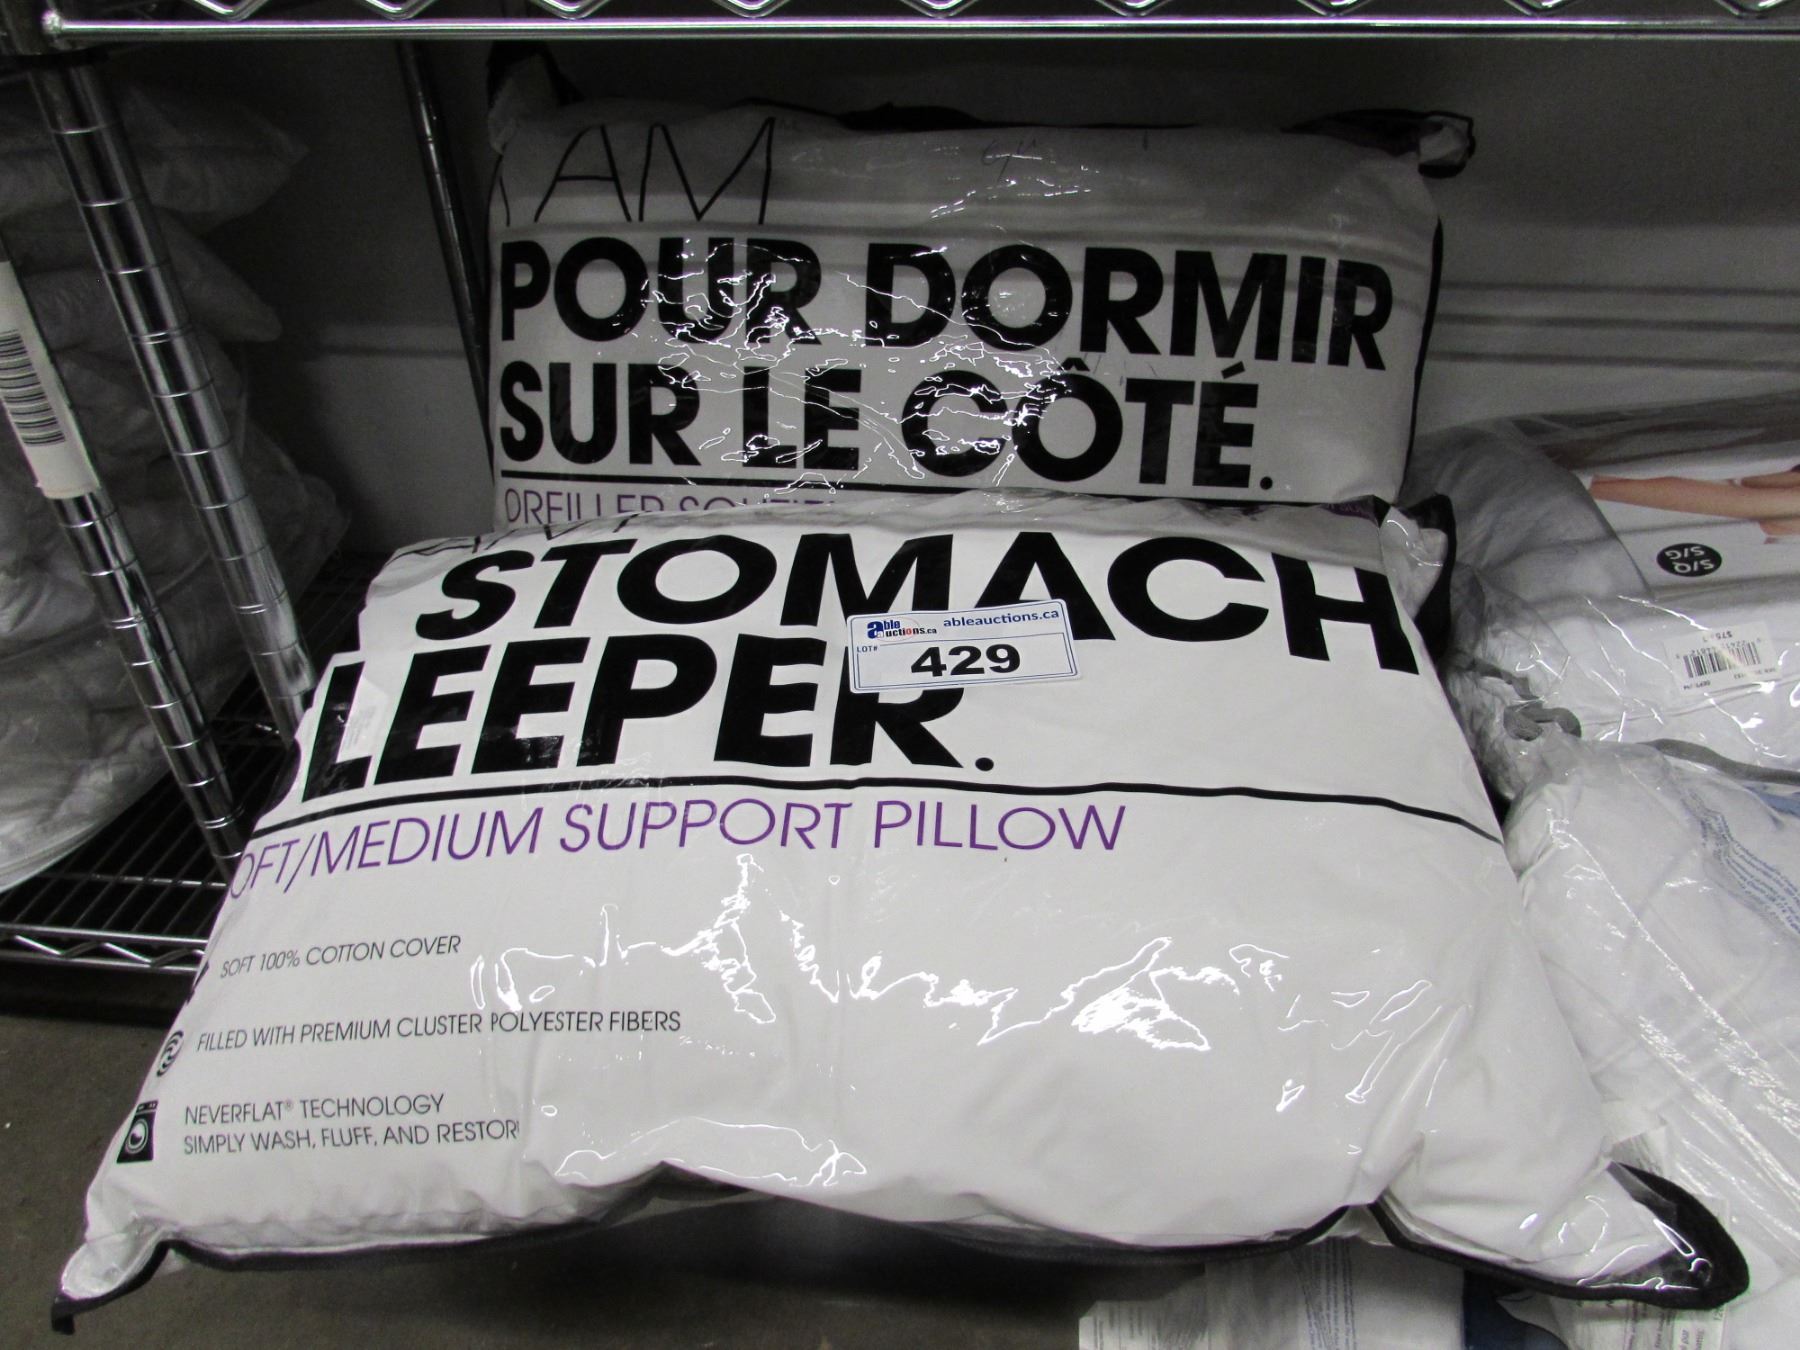 I AM
POUR DORMIR
SUR LE CÔTÉ.
OREILLER
STOMACH
LEEPER.
able auctions.ca ableauctions.ca
LOT#
429
OFT/MEDIUM SUPPORT PILLOW
SOFT 100% COTTON COVER
FILLED WITH PREMIUM CLUSTER POLYESTER FIBERS
NEVERFLAT® TECHNOLOGY
SIMPLY WASH, FLUFF, AND RESTOR
S/Q
S/G